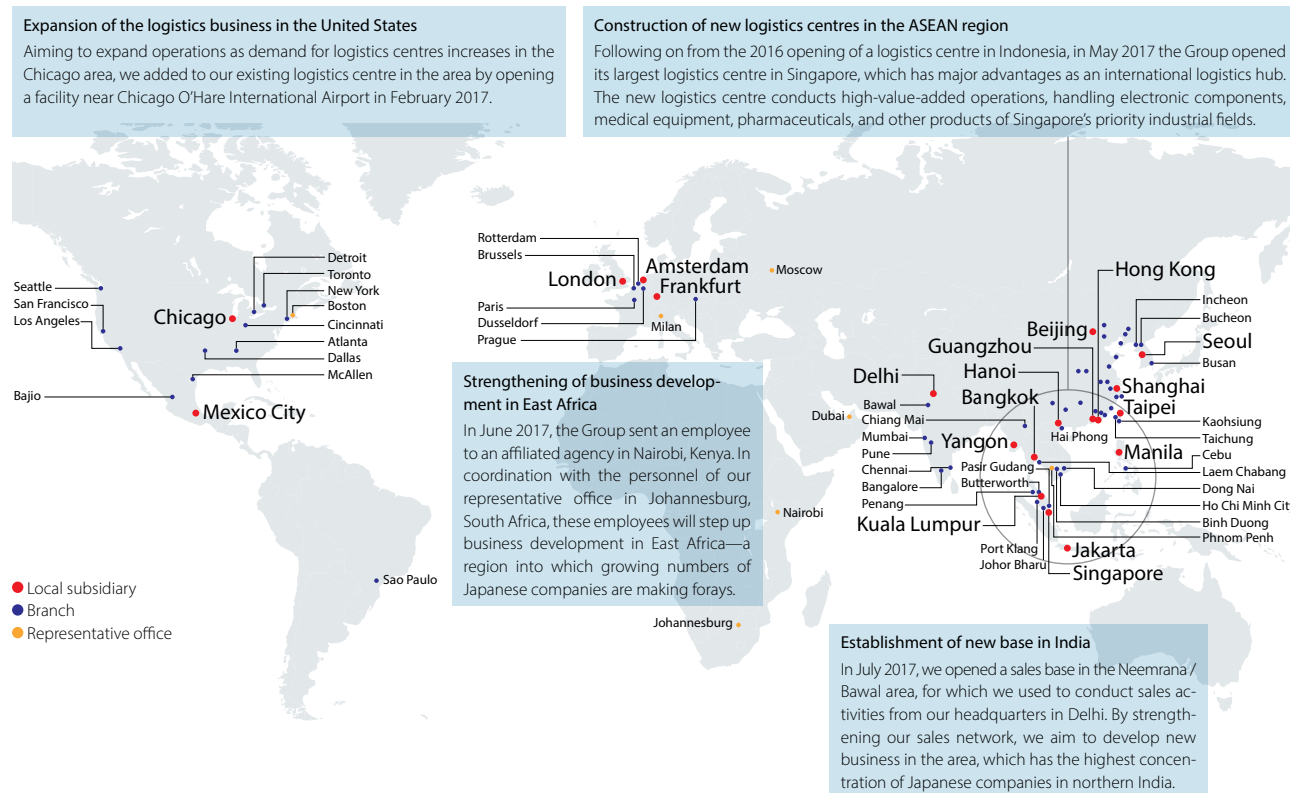 Expansion of the logistics business in the United States
Aiming to expand operations as demand for logistics centres increases in the
Chicago area, we added to our existing logistics centre in the area by opening
a facility near Chicago O’Hare International Airport in February 2017.
Construction of new logistics centres in the ASEAN region
Following on from the 2016 opening of a logistics centre in Indonesia, in May 2017 the Group opened
its largest logistics centre in Singapore, which has major advantages as an international logistics hub.
The new logistics centre conducts high-value-added operations, handling electronic components,
medical equipment, pharmaceuticals, and other products of Singapore’s priority industrial fields.
Seattle
San Francisco
Los Angeles
Bajio
Chicago
Mexico City
Detroit
Toronto
New York
Boston
Cincinnati
Atlanta
Dallas
McAllen
Sao Paulo
Rotterdam
Brussels
London
Amsterdam
Frankfurt
Paris
Dusseldorf
Prague
Milan
Moscow
Dubai
Nairobi
Johannesburg
Strengthening of business develop-
ment in East Africa
In June 2017, the Group sent an employee
to an affiliated agency in Nairobi, Kenya. In
coordination with the personnel of our
representative office in Johannesburg,
South Africa, these employees will step up
business development in East Africa—a
region into which growing numbers of
Japanese companies are making forays.
Delhi
Bawal
Chiang Mai
Mumbai
Pune
Chennai
Bangalore
Penang
Kuala Lumpur
Beijing
Guangzhou
Hanoi
Bangkok
Yangon
Hai Phong
Pasir Gudang
Butterworth
Port Klang
Johor Bharu
Jakarta
Singapore
Hong Kong
Incheon
Bucheon
Seoul
Busan
Shanghai
Taipei
Kaohsiung
Taichung
Manila
Cebu
Laem Chabang
Dong Nai
Ho Chi Minh Cit
Binh Duong
Phnom Penh
Local subsidiary
Branch
Representative office
Establishment of new base in India
In July 2017, we opened a sales base in the Neemrana /
Bawal area, for which we used to conduct sales ac-
tivities from our headquarters in Delhi. By strength-
ening our sales network, we aim to develop new
business in the area, which has the highest concen-
tration of Japanese companies in northern India.